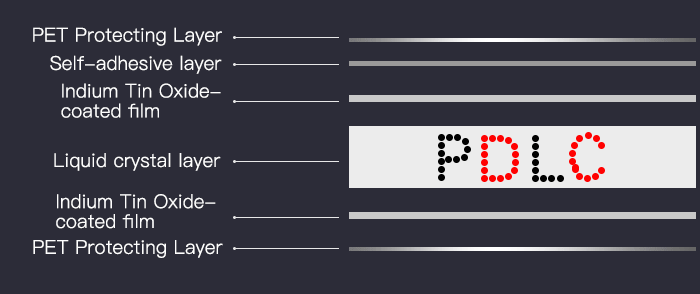 PET Protecting Layer
Self-adhesive layer
Indium Tin Oxide-
coated film
Liquid crystal layer
PDLC
Indium Tin Oxide-
coated film
PET Protecting Layer